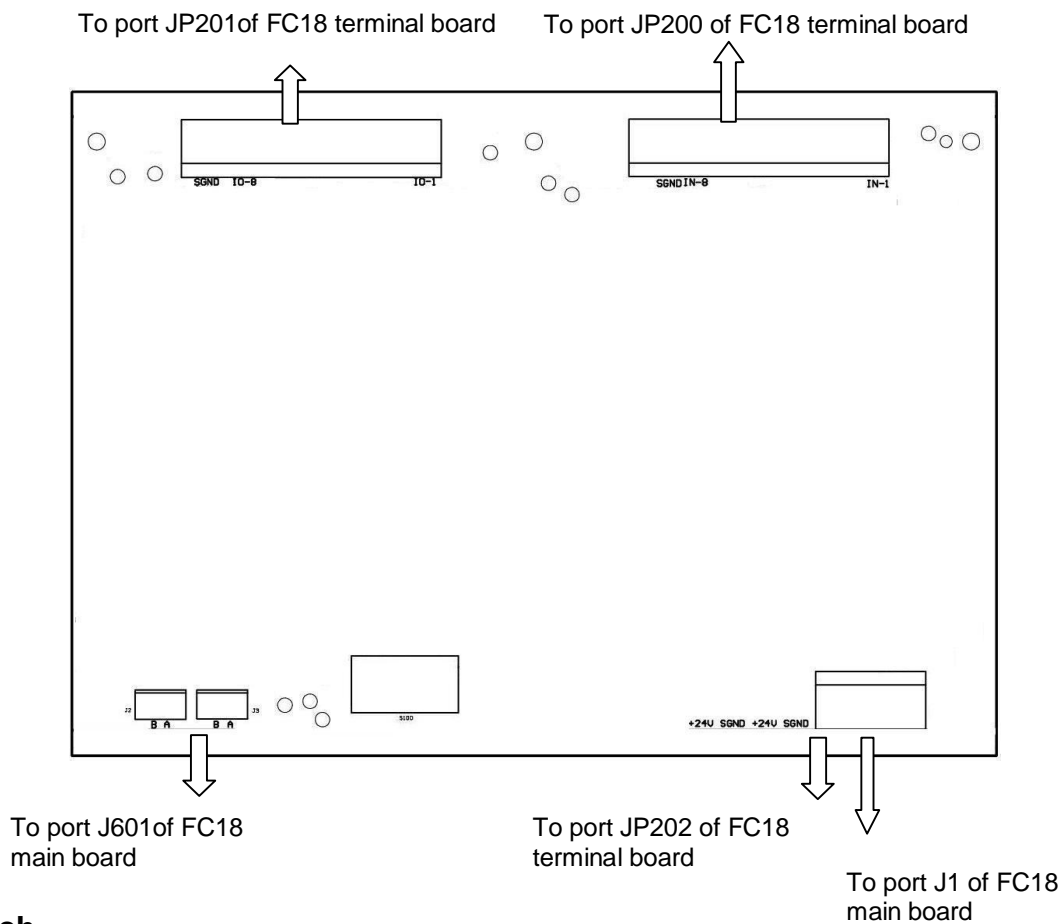 To port JP201of FC18 terminal board
To port JP200 of FC18 terminal board
SGND IO-8 IO-1
SGND IN-8 IN-1
J2 B A
B A J3
S100
+24V SGND +24V SGND
To port J601of FC18
main board
To port JP202 of FC18
terminal board
To port J1 of FC18
main board